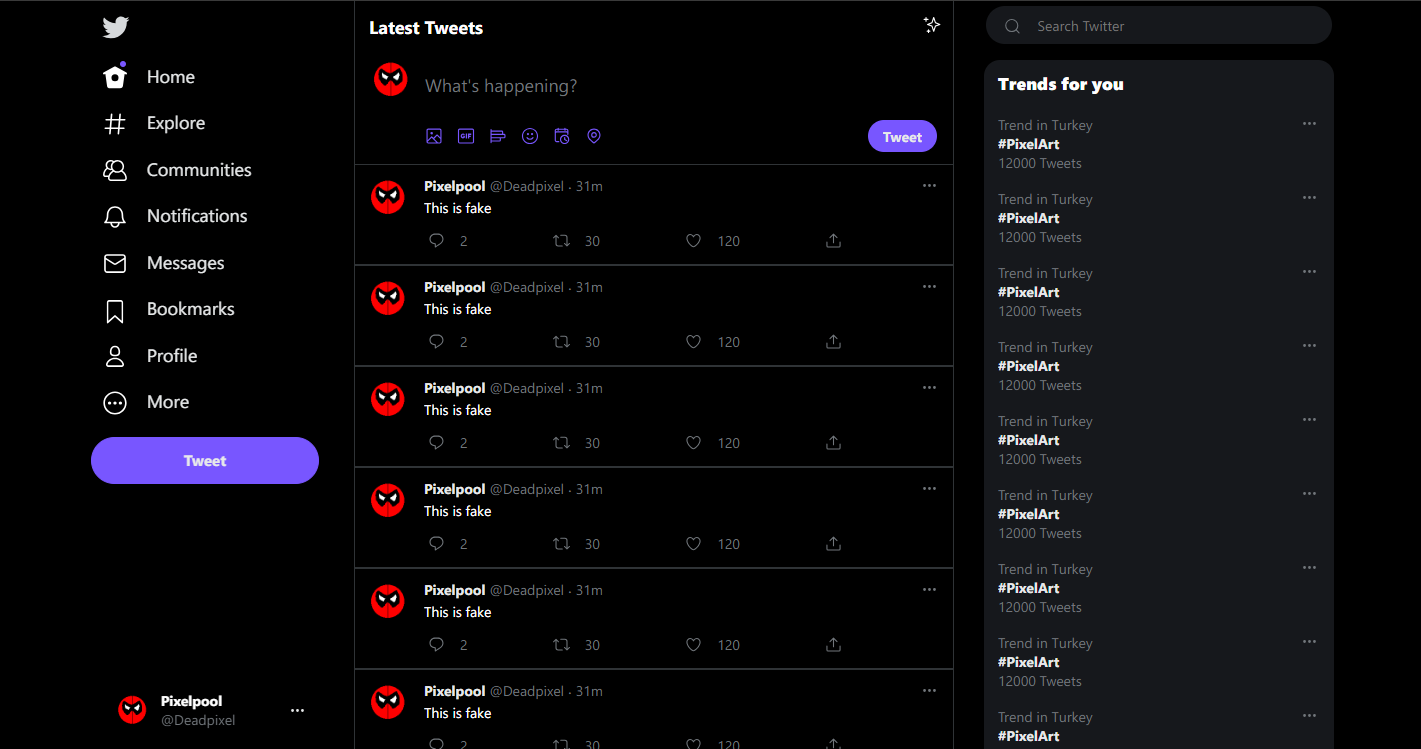 Home
Explore
Communities
Notifications
Messages
Bookmarks
Profile
More
Tweet
Pixelpool
@Deadpixel
Latest Tweets
What's happening?
GIF
Tweet
Pixelpool @Deadpixel · 31m
This is fake
2 30 120
Pixelpool @Deadpixel · 31m
This is fake
2 30 120
Pixelpool @Deadpixel · 31m
This is fake
2 30 120
Pixelpool @Deadpixel · 31m
This is fake
2 30 120
Pixelpool @Deadpixel · 31m
This is fake
2 30 120
Pixelpool @Deadpixel · 31m
This is fake
2 30 120
Search Twitter
Trends for you
Trend in Turkey
#PixelArt
12000 Tweets
Trend in Turkey
#PixelArt
12000 Tweets
Trend in Turkey
#PixelArt
12000 Tweets
Trend in Turkey
#PixelArt
12000 Tweets
Trend in Turkey
#PixelArt
12000 Tweets
Trend in Turkey
#PixelArt
12000 Tweets
Trend in Turkey
#PixelArt
12000 Tweets
Trend in Turkey
#PixelArt
12000 Tweets
Trend in Turkey
#PixelArt